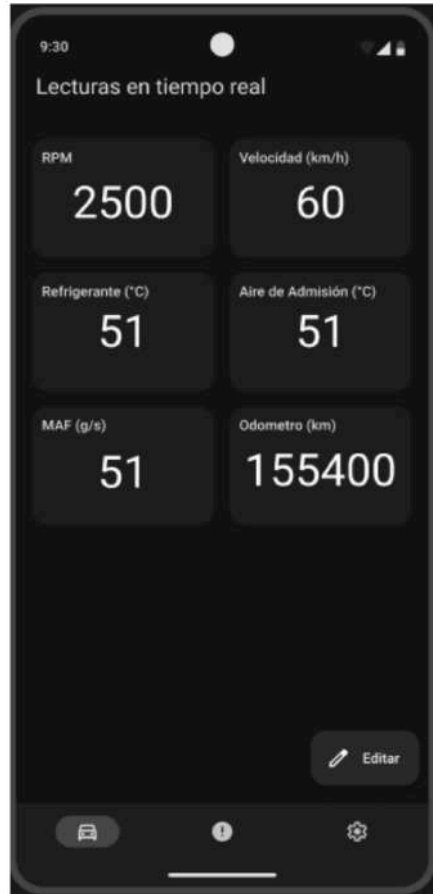 9:30
Lecturas en tiempo real
RPM
2500
Velocidad (km/h)
60
Refrigerante (°C)
51
Aire de Admisión (°C)
51
MAF (g/s)
51
Odometro (km)
155400
Editar